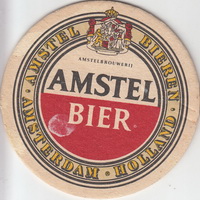 AMSTEL BIEREN
AMSTELBROUWERIJ
AMSTEL
BIER
AMSTERDAM · HOLLAND